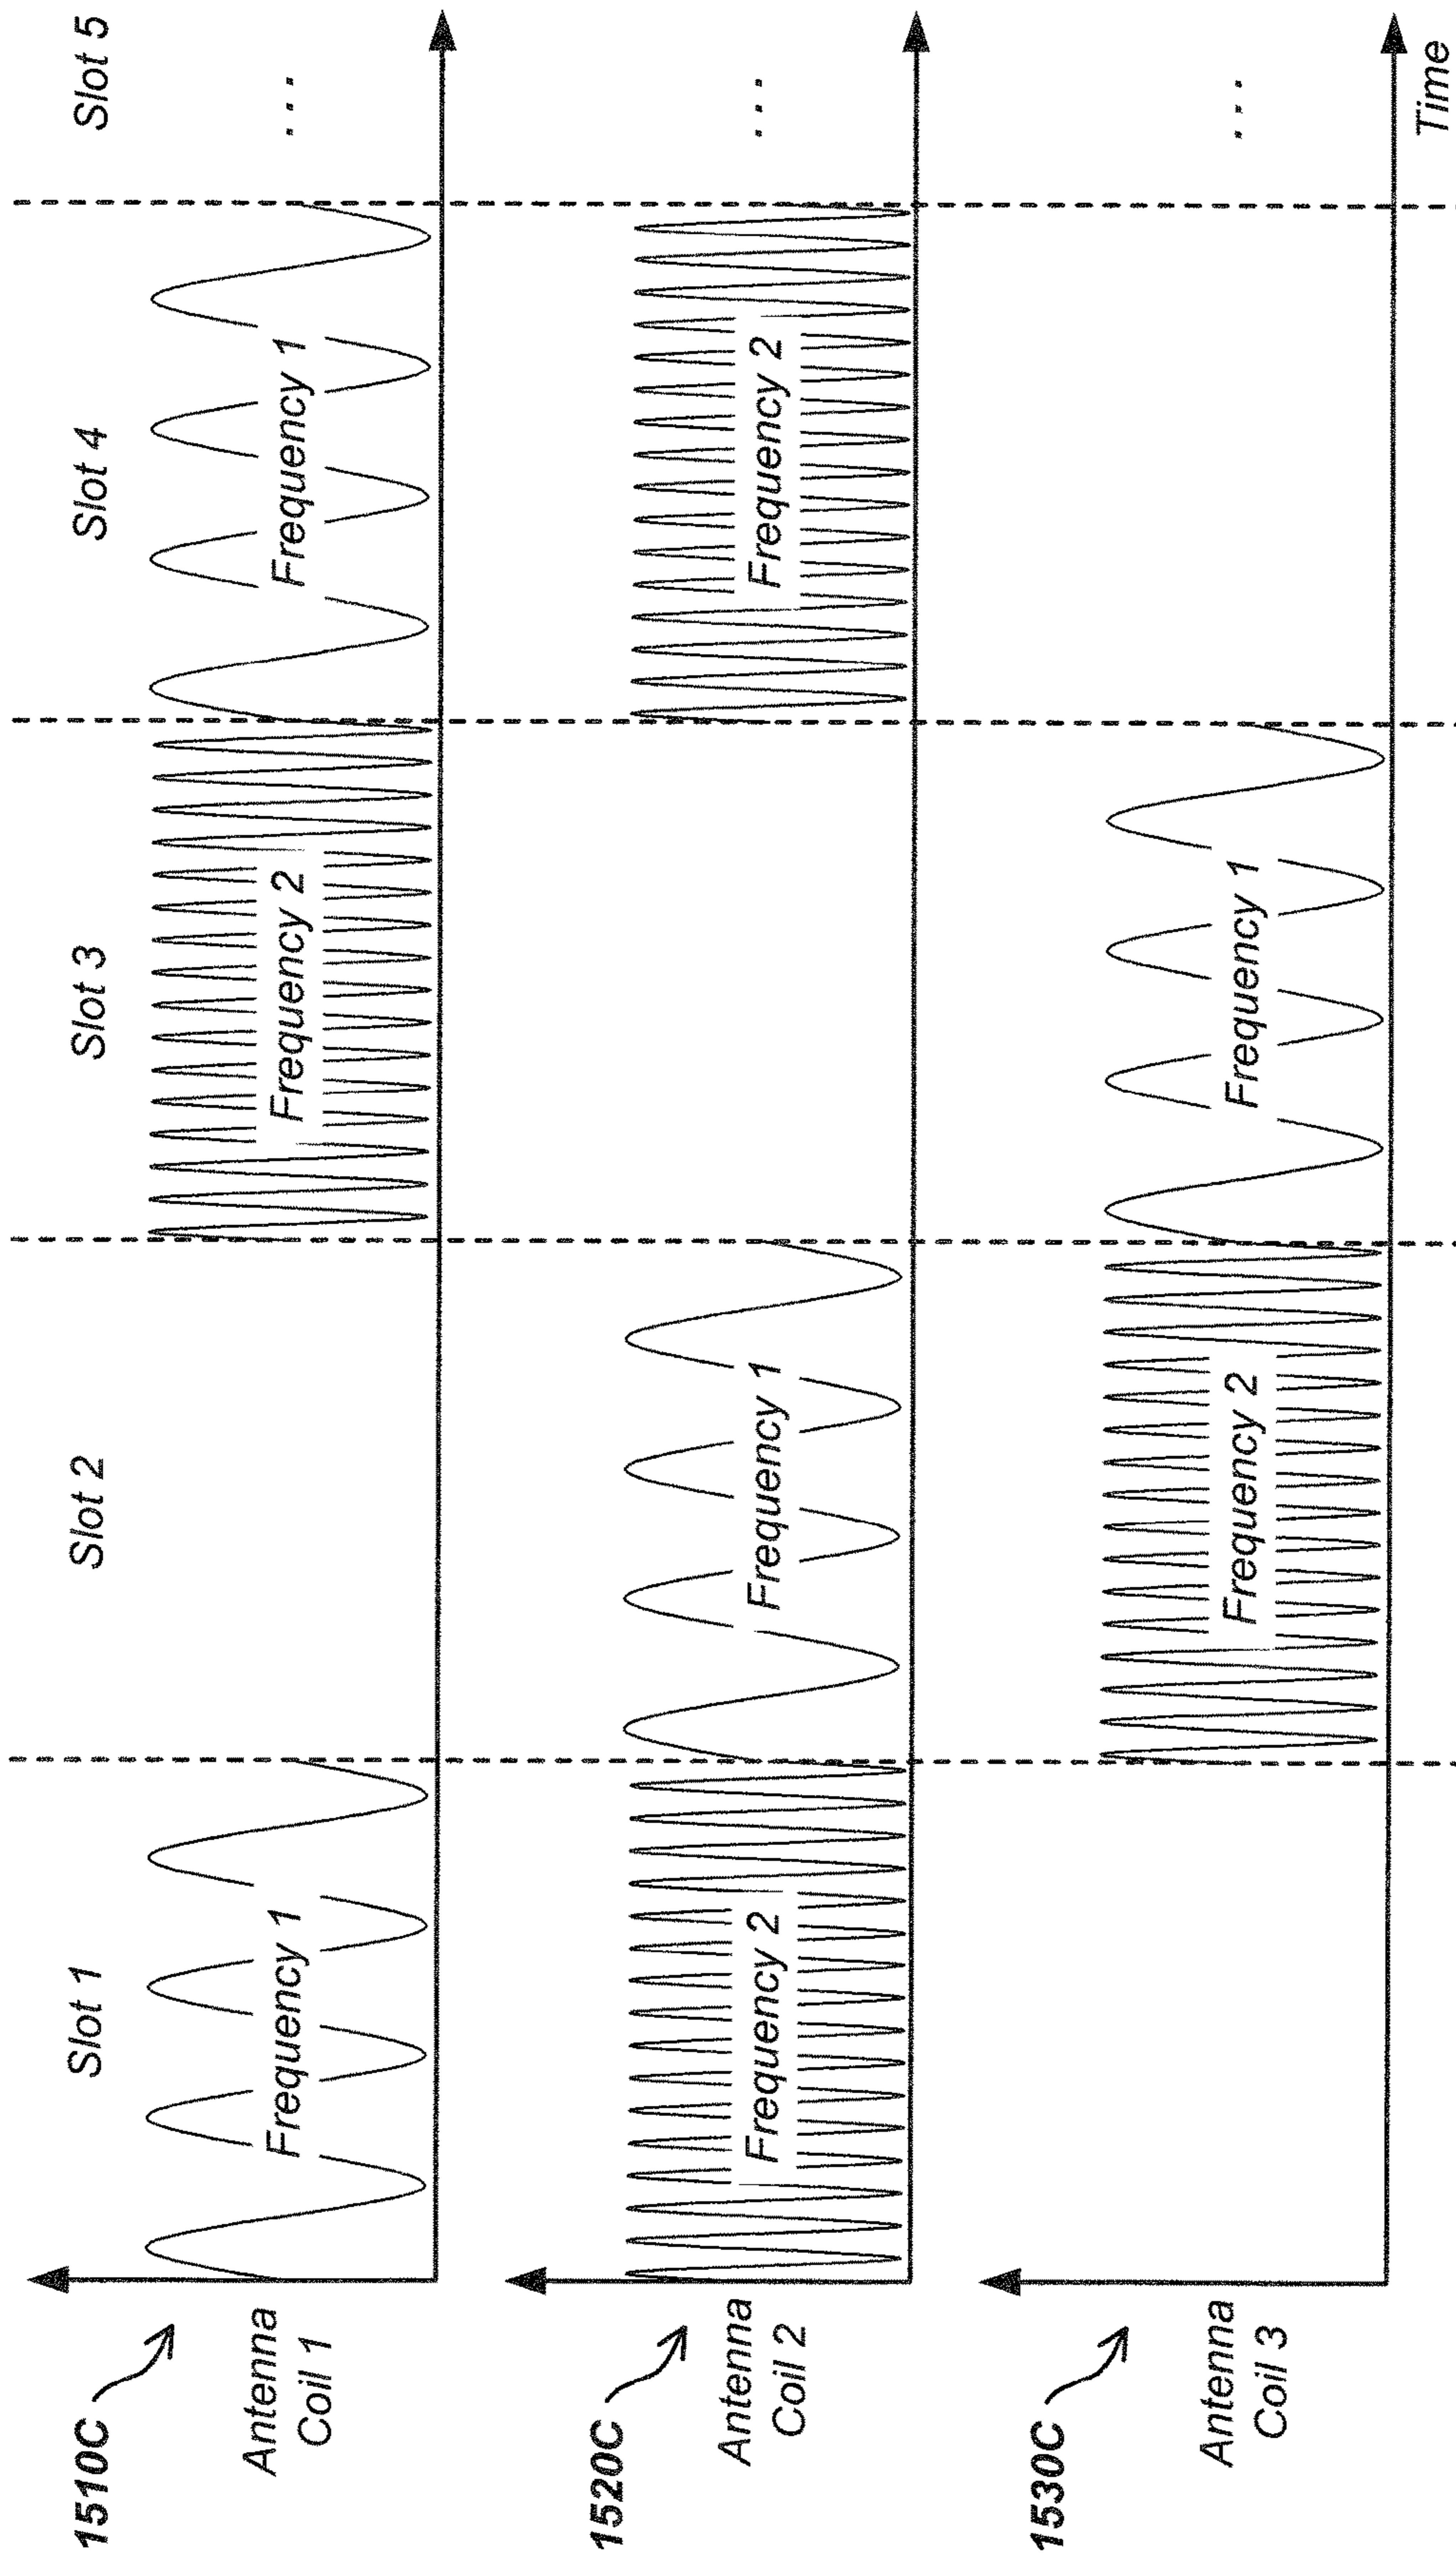 Slot 1
Slot 2
Slot 3
Slot 4
Slot 5
1510C
Antenna
Coil 1
Frequency 1
Frequency 2
Frequency 1
...
1520C
Antenna
Coil 2
Frequency 2
Frequency 1
Frequency 2
...
1530C
Antenna
Coil 3
Frequency 2
Frequency 1
...
Time